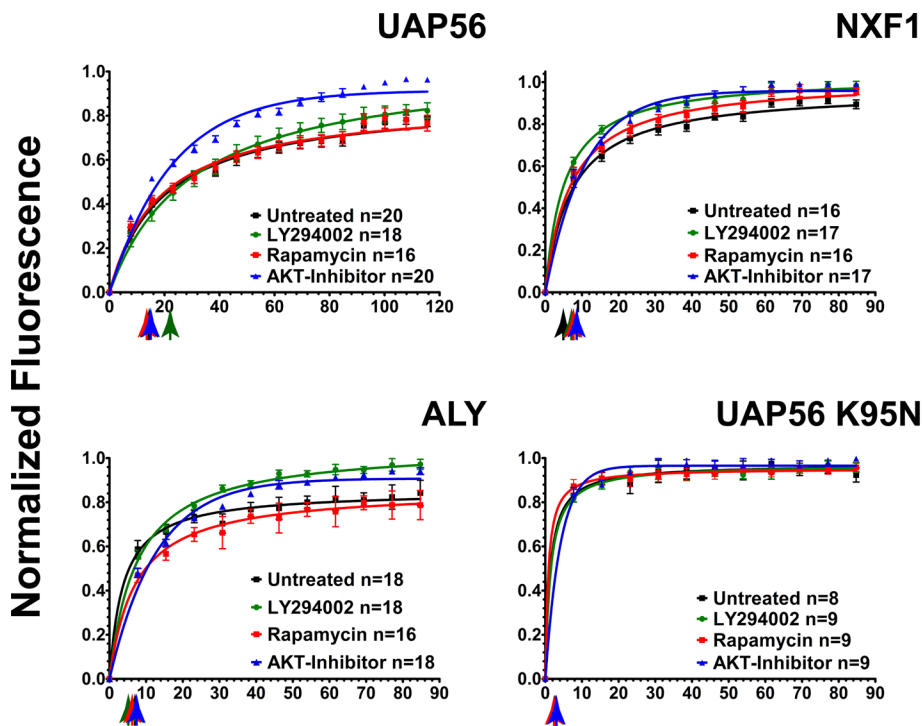 UAP56
NXF1
Normalized Fluorescence
1.0
0.8
0.6
0.4
0.2
0.0
0 20 40 60 80 100 120
Untreated n=20
LY294002 n=18
Rapamycin n=16
AKT-Inhibitor n=20
1.0
0.8
0.6
0.4
0.2
0.0
0 10 20 30 40 50 60 70 80 90
Untreated n=16
LY294002 n=17
Rapamycin n=16
AKT-Inhibitor n=17
ALY
UAP56 K95N
1.0
0.8
0.6
0.4
0.2
0.0
0 10 20 30 40 50 60 70 80 90
Untreated n=18
LY294002 n=18
Rapamycin n=16
AKT-Inhibitor n=18
1.0
0.8
0.6
0.4
0.2
0.0
0 10 20 30 40 50 60 70 80 90
Untreated n=8
LY294002 n=9
Rapamycin n=9
AKT-Inhibitor n=9